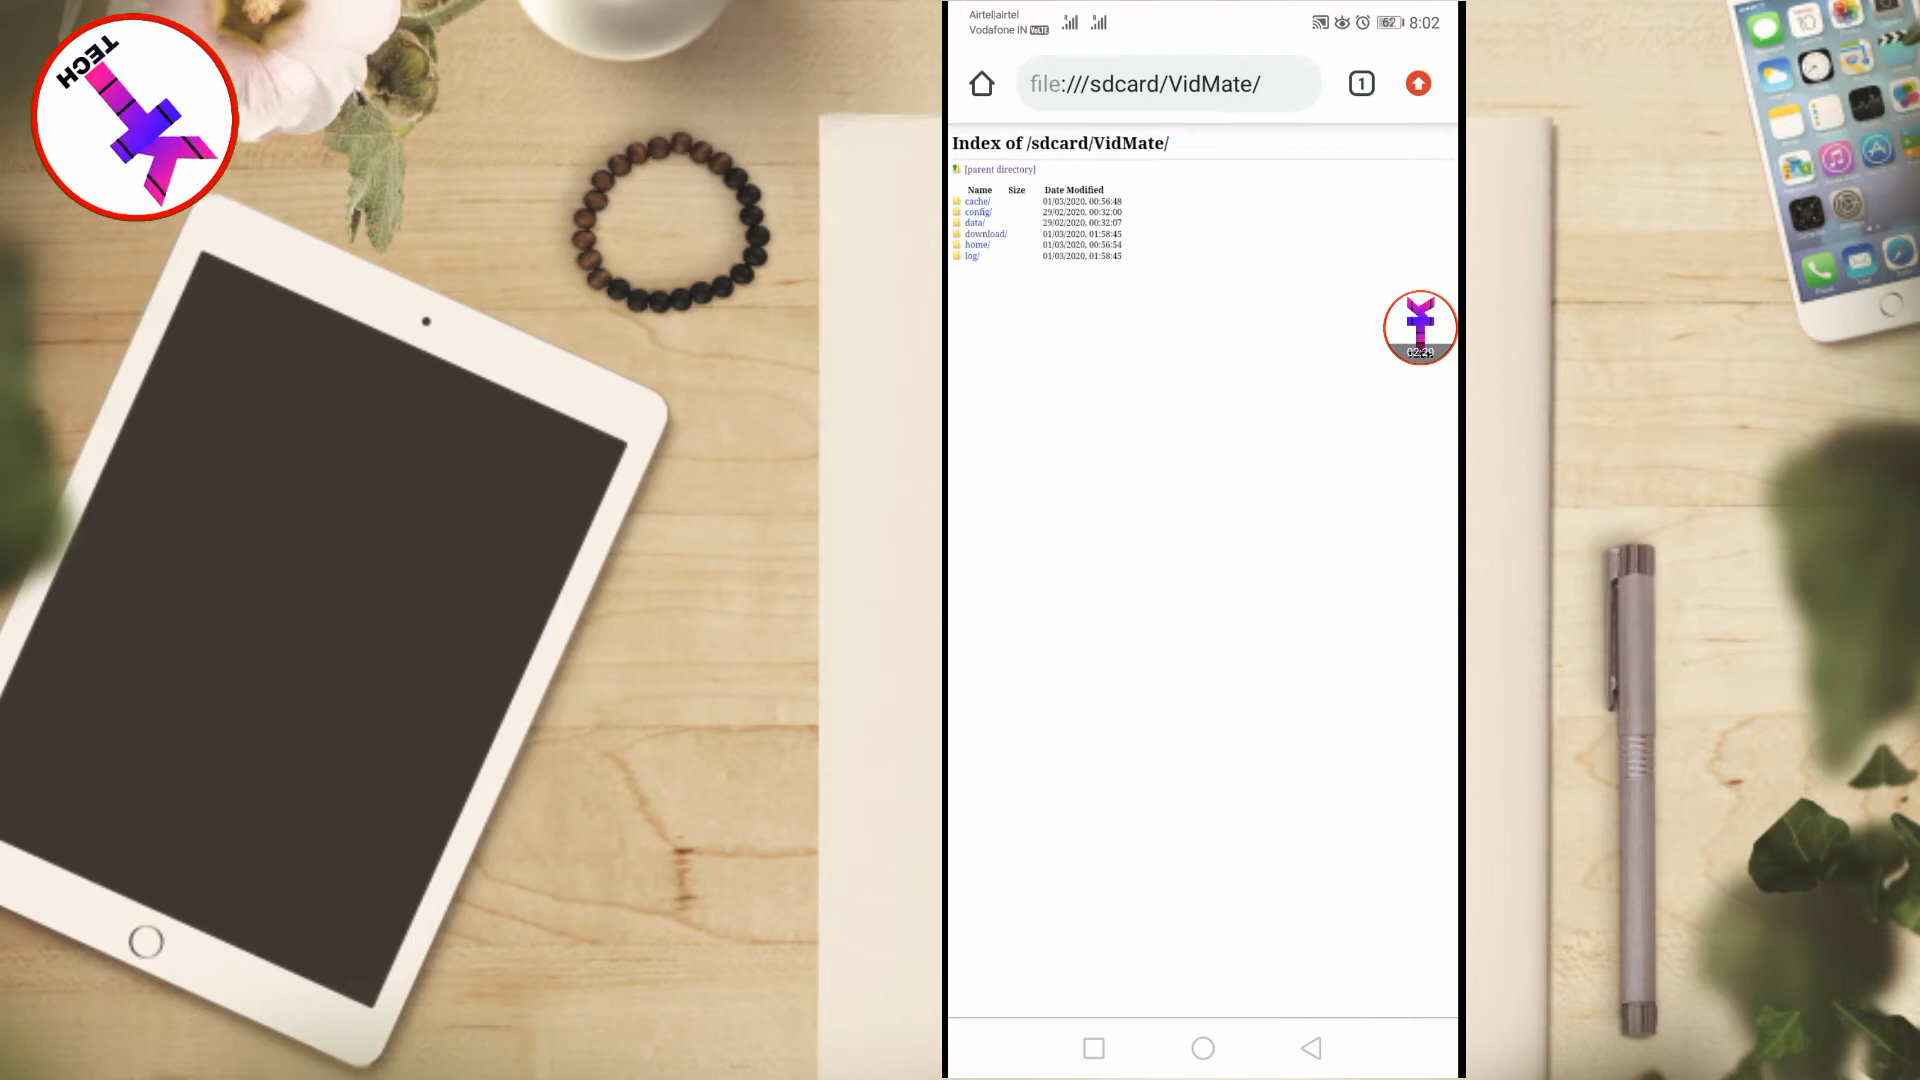 TECH
Airtel|airtel
Vodafone IN VoLTE
62
8:02
file:///sdcard/VidMate/
1
Index of /sdcard/VidMate/
[parent directory]
Name Size Date Modified
cache/ 01/03/2020, 00:56:48
config/ 29/02/2020, 00:32:00
data/ 29/02/2020, 00:32:07
download/ 01/03/2020, 01:58:45
home/ 01/03/2020, 00:56:54
log/ 01/03/2020, 01:58:45
02:29